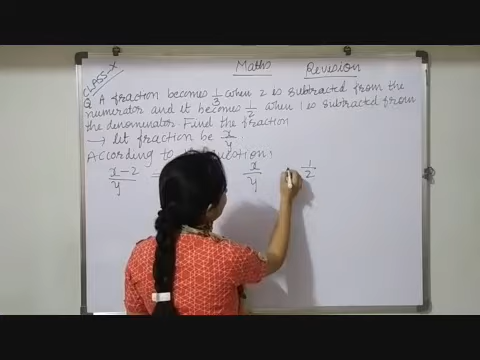 CLASS-X
Maths Revision
Q A fraction becomes 1/3 when 2 is subtracted from the
numerator and it becomes 1/2 when 1 is subtracted from
the denominator. Find the fraction
→ let fraction be x/y
According to question,
x-2/y = x/y 1/2